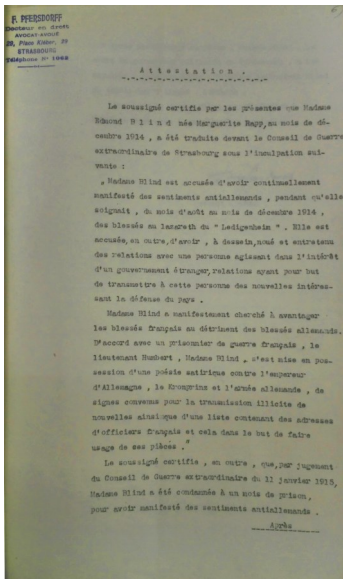 F. PFERSDORFF
Docteur en droit
AVOCAT-AVOUÉ
29, Place Kléber, 29
STRASBOURG
Téléphone N° 1862
Attestation.
Le soussigné certifie par les présentes que Madame
Edmond Blind née Marguerite Rapp, au mois de dé-
cembre 1914, a été traduite devant le Conseil de Guerre
extraordinaire de Strasbourg sous l'inculpation sui-
vante :
„ Madame Blind est accusée d'avoir continuellement
manifesté des sentiments antiallemands, pendant qu'elle
soignait, du mois d'août au mois de décembre 1914,
des blessés au lazareth du " Ledigenheim ". Elle est
accusée, en outre, d'avoir, à dessein, noué et entretenu
des relations avec une personne agissant dans l'intérêt
d'un gouvernement étranger, relations ayant pour but
de transmettre à cette personne des nouvelles intéres-
sant la défense du pays.
Madame Blind a manifestement cherché à avantager
les blessés français au détriment des blessés allemands.
D'accord avec un prisonnier de guerre français, le
lieutenant Humbert, Madame Blind, s'est mise en pos-
session d'une poésie satirique contre l'empereur
d'Allemagne, le Kronprinz et l'armée allemande, de
signes convenus pour la transmission illicite de
nouvelles ainsi que d'une liste contenant des adresses
d'officiers français et cela dans le but de faire
usage de ces pièces."
Le soussigné certifie, en outre, que, par jugement
du Conseil de Guerre extraordinaire du 11 janvier 1915,
Madame Blind a été condamnée à un mois de prison,
pour avoir manifesté des sentiments antiallemands.
Après